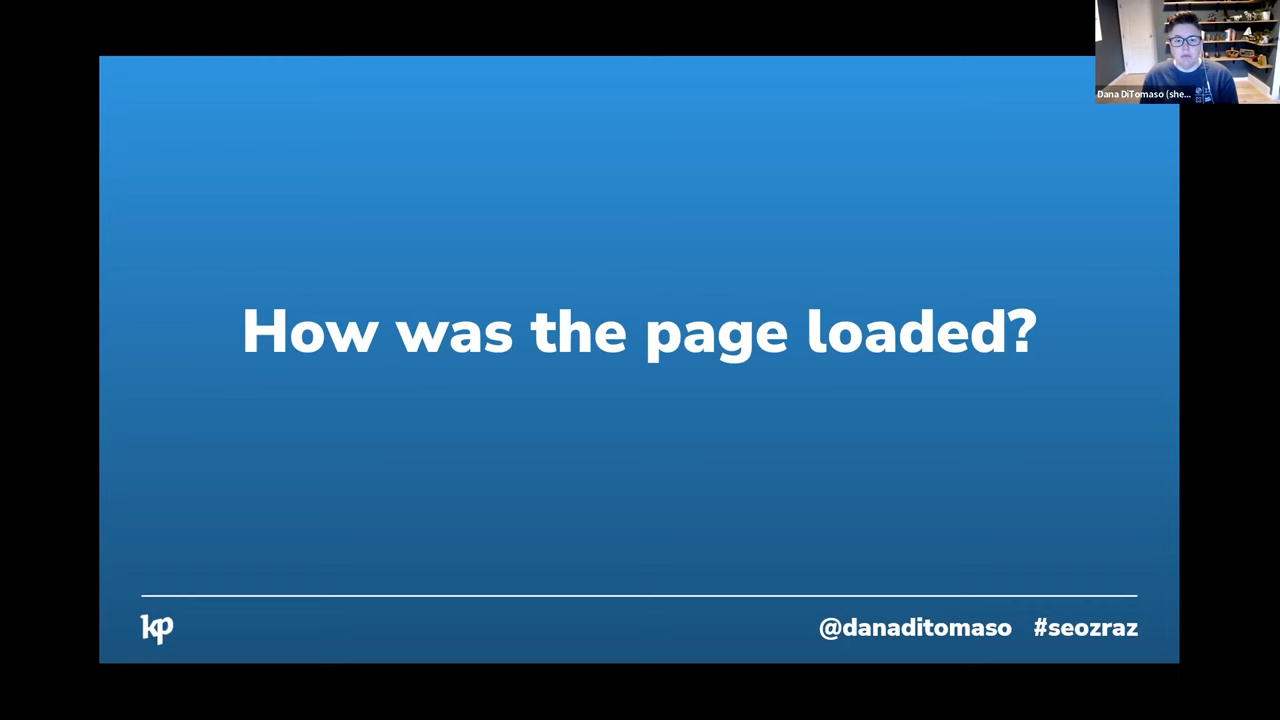 Dana DiTomaso (she...
How was the page loaded?
kp
@danaditomaso #seozraz